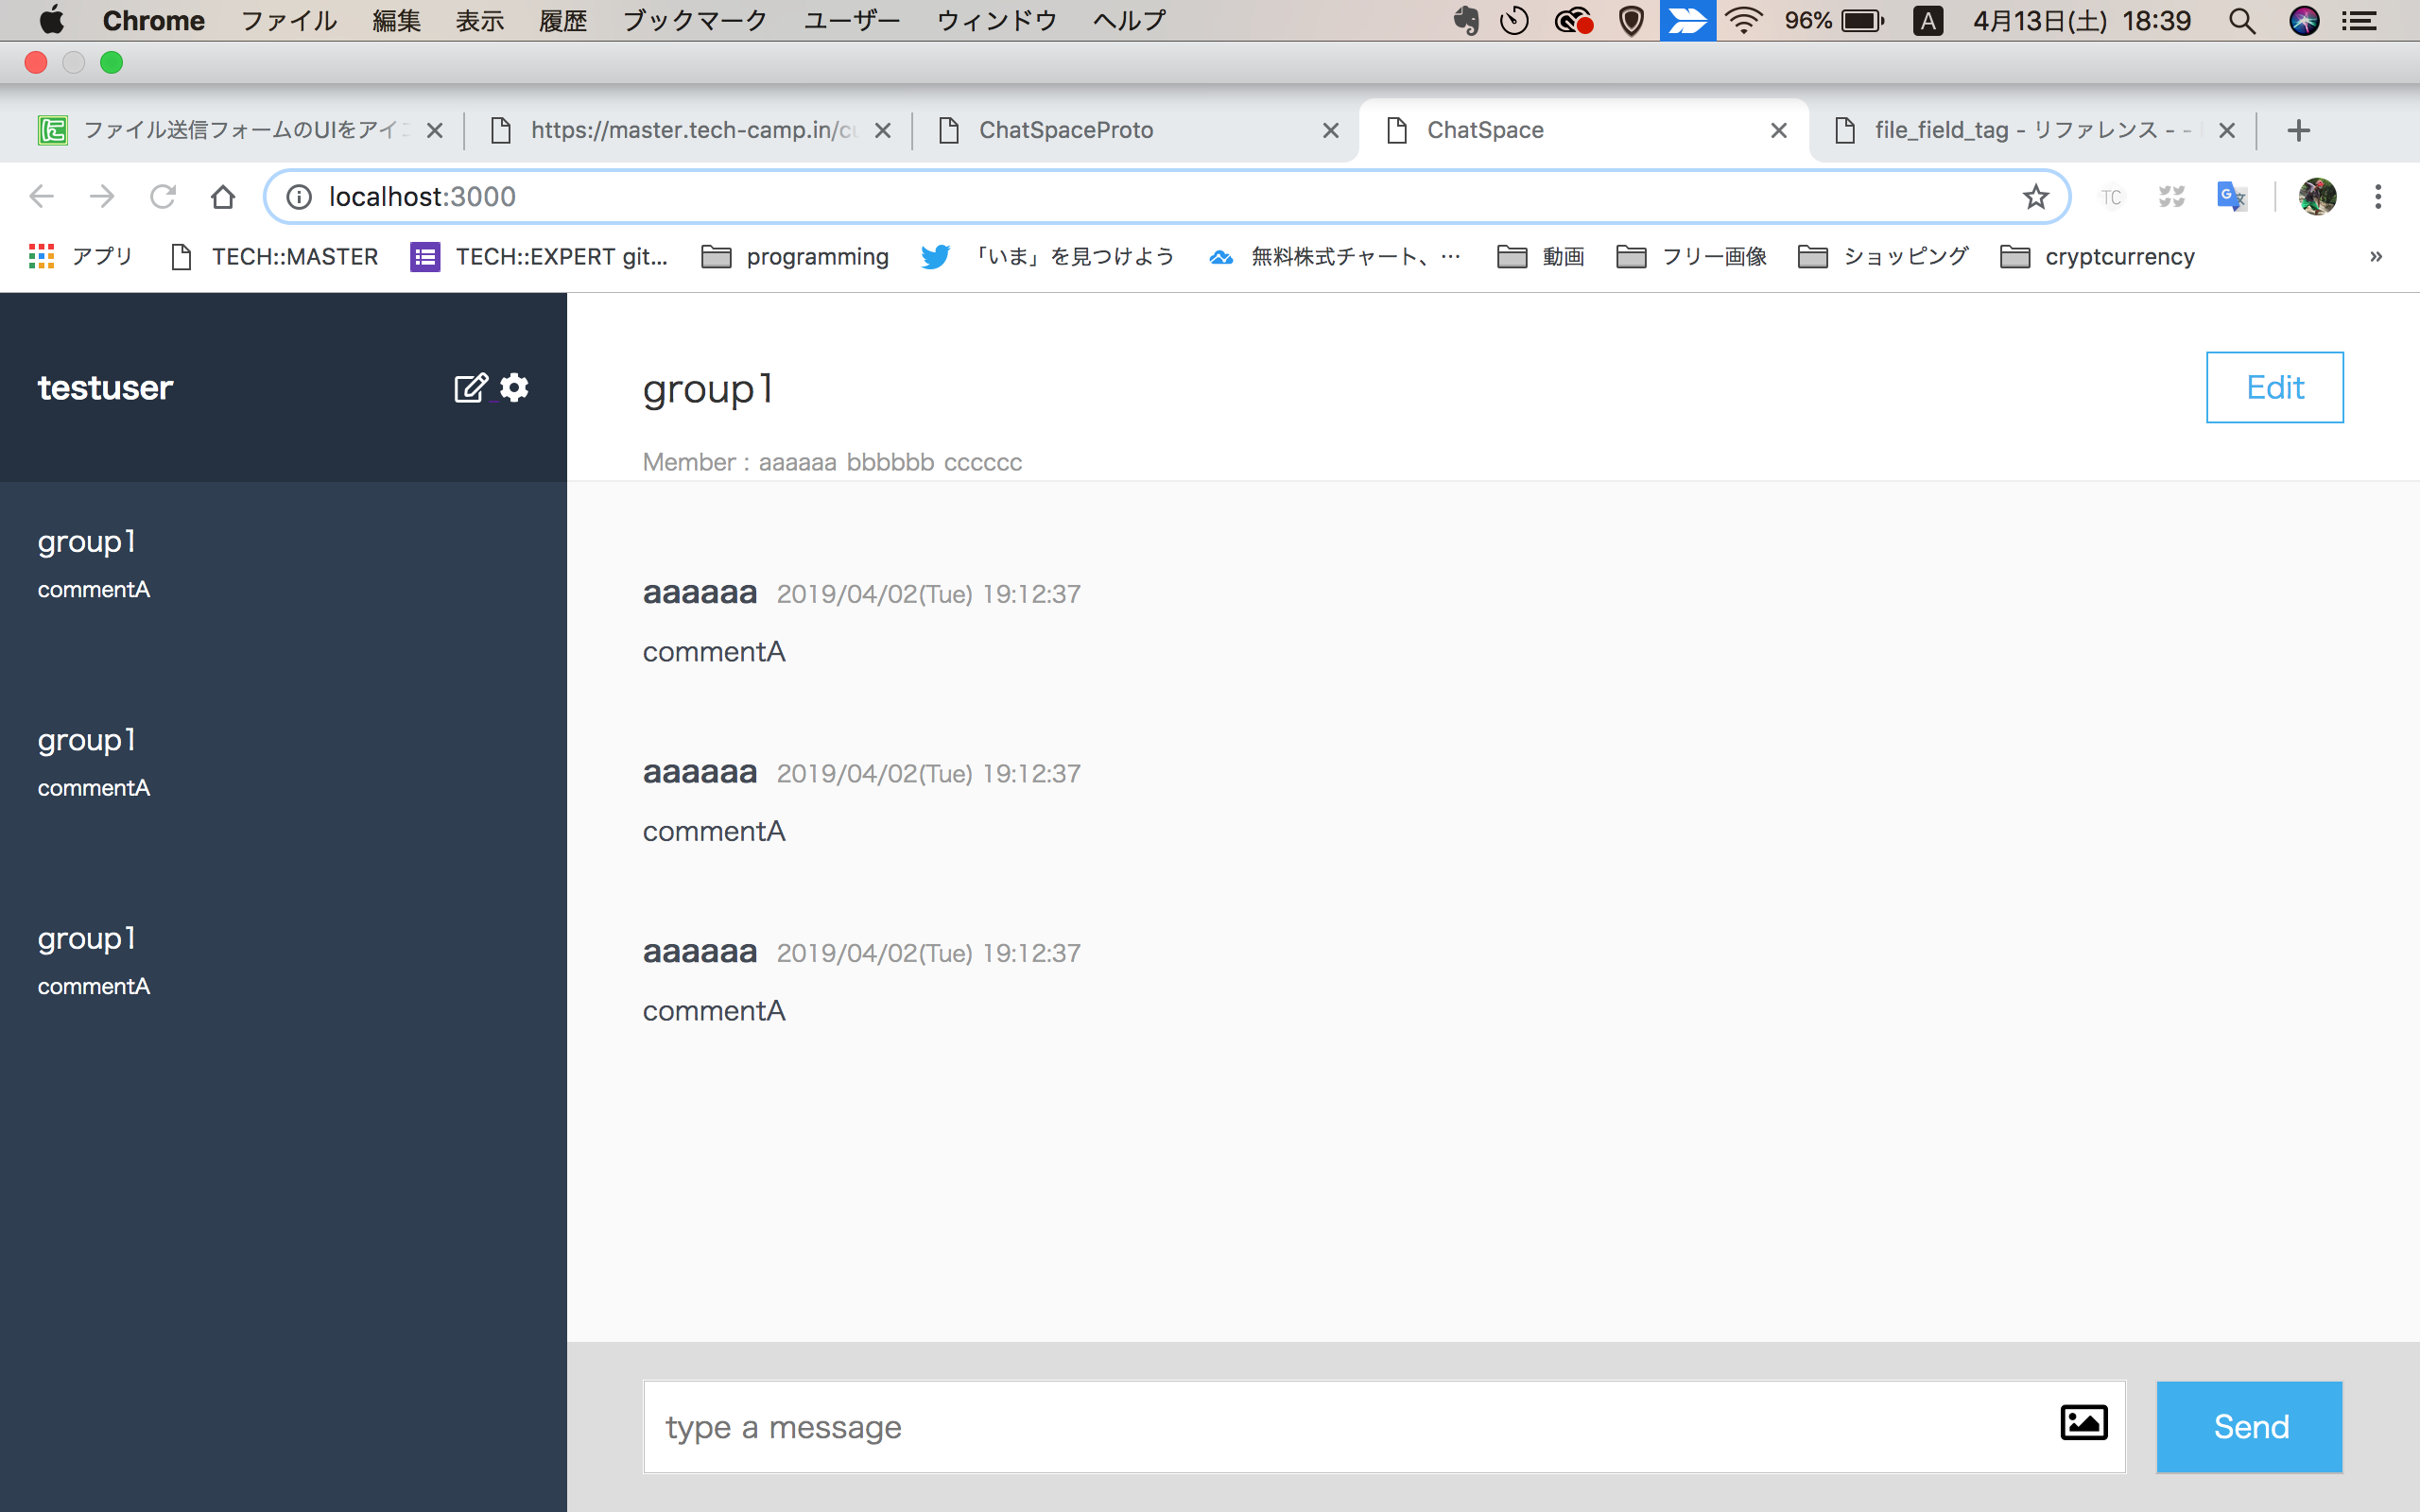 Chrome ファイル 編集 表示 履歴 ブックマーク ユーザー ウィンドウ ヘルプ 96% A 4月13日(土) 18:39
ファイル送信フォームのUIをアイ https://master.tech-camp.in/cu ChatSpaceProto ChatSpace file_field_tag - リファレンス - -
localhost:3000 TC
アプリ TECH::MASTER TECH::EXPERT git... programming 「いま」を見つけよう 無料株式チャート、… 動画 フリー画像 ショッピング cryptcurrency »
testuser
group1
commentA
group1
commentA
group1
commentA
group1
Edit
Member : aaaaaa bbbbbb cccccc
aaaaaa 2019/04/02(Tue) 19:12:37
commentA
aaaaaa 2019/04/02(Tue) 19:12:37
commentA
aaaaaa 2019/04/02(Tue) 19:12:37
commentA
type a message
Send